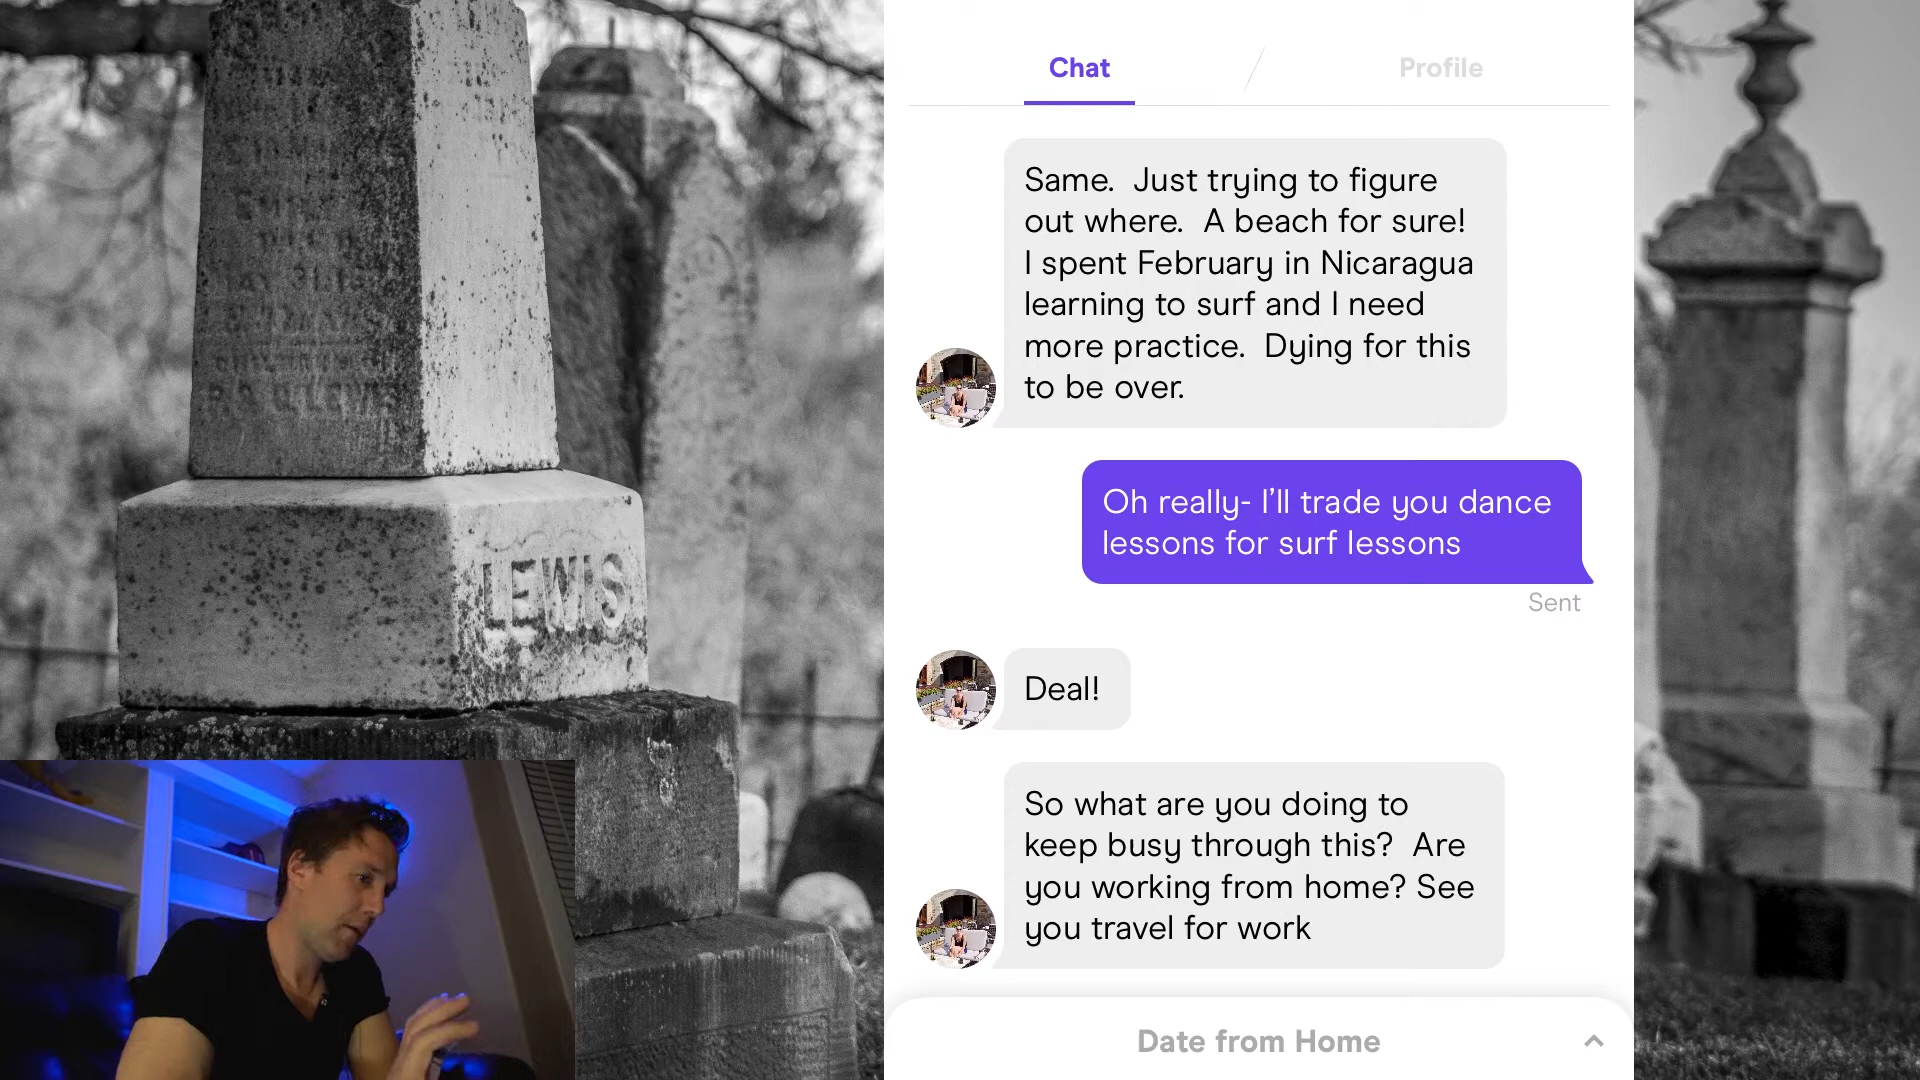 LEWIS
Chat
Profile
Same. Just trying to figure
out where. A beach for sure!
I spent February in Nicaragua
learning to surf and I need
more practice. Dying for this
to be over.
Oh really- I'll trade you dance
lessons for surf lessons
Sent
Deal!
So what are you doing to
keep busy through this? Are
you working from home? See
you travel for work
Date from Home